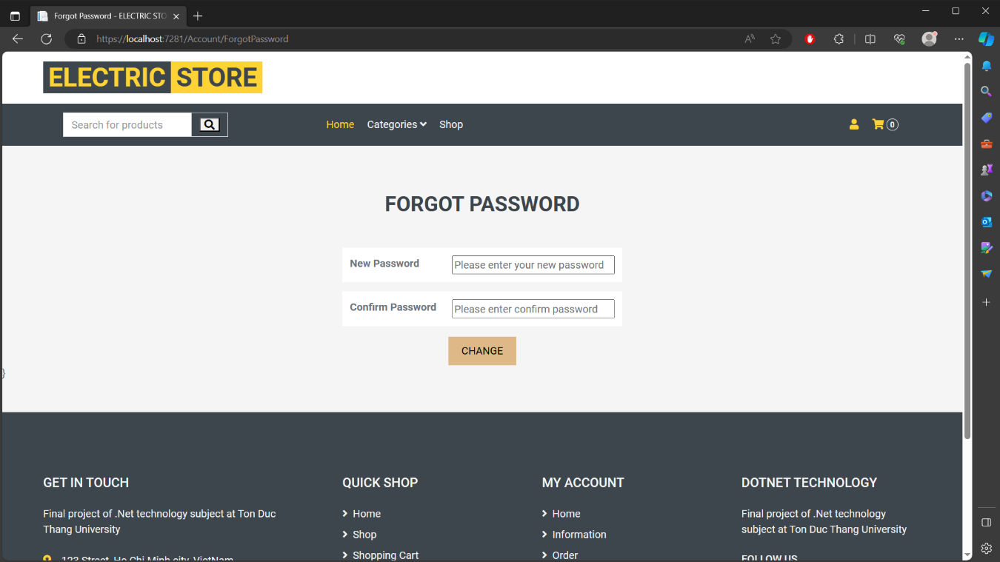 Forgot Password - ELECTRIC STO
https://localhost:7281/Account/ForgotPassword
ELECTRIC STORE
Search for products
Home
Categories
Shop
0
FORGOT PASSWORD
New Password
Please enter your new password
Confirm Password
Please enter confirm password
CHANGE
}
GET IN TOUCH
Final project of .Net technology subject at Ton Duc
Thang University
123 Street, Ho Chi Minh city, VietNam
QUICK SHOP
Home
Shop
Shopping Cart
MY ACCOUNT
Home
Information
Order
DOTNET TECHNOLOGY
Final project of .Net technology
subject at Ton Duc Thang University
FOLLOW US